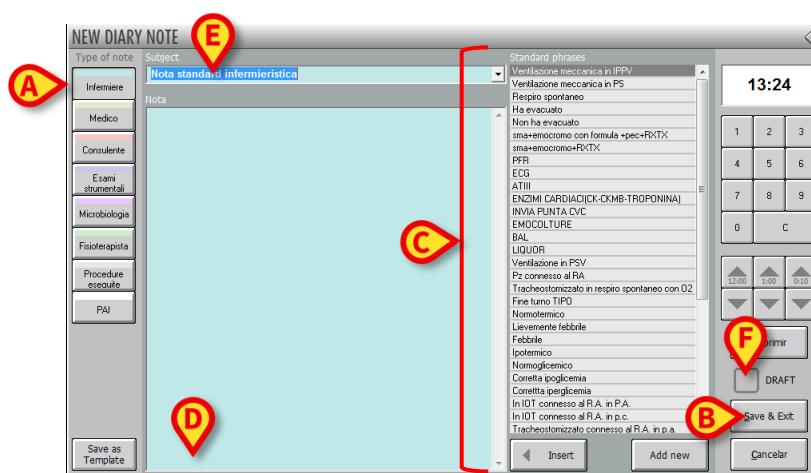 NEW DIARY NOTE
Type of note
Subject
Standard phrases
E
A
Nota standard infermieristica
Nota
Infermiere
Medico
Consulente
Esami
strumentali
Microbiologia
Fisioterapista
Procedure
eseguite
PAI
Save as
Template
D
C
Ventilazione meccanica in IPPV
Ventilazione meccanica in PS
Respiro spontaneo
Ha evacuato
Non ha evacuato
sma+emocromo con formula +pec+RXTX
sma+emocromo+RXTX
PFR
ECG
ATIII
ENZIMI CARDIACI(CK-CKMB-TROPONINA)
INVIA PUNTA CVC
EMOCOLTURE
BAL
LIQUOR
Ventilazione in PSV
Pz connesso al RA
Tracheostomizzato in respiro spontaneo con O2
Fine turno TIPO
Normotermico
Lievemente febbrile
Febbrile
Ipotermico
Normoglicemico
Corretta ipoglicemia
Correttta iperglicemia
In IOT connesso al R.A. in P.A.
In IOT connesso al R.A. in p.c.
Tracheostomizzato connesso al R.A. in p.a.
Insert
Add new
13:24
1 2 3
4 5 6
7 8 9
0 C
12:00 1:00 0:10
F
DRAFT
B
Save & Exit
Cancelar